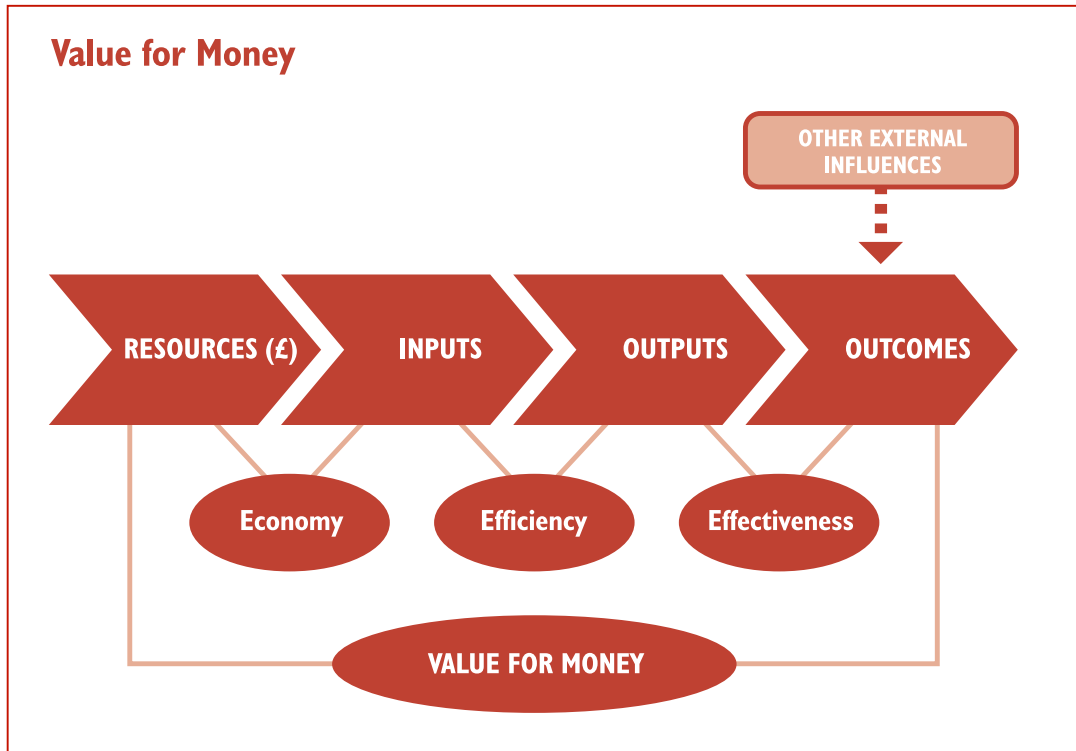 Value for Money
OTHER EXTERNAL
INFLUENCES
RESOURCES (£)
INPUTS
OUTPUTS
OUTCOMES
Economy
Efficiency
Effectiveness
VALUE FOR MONEY